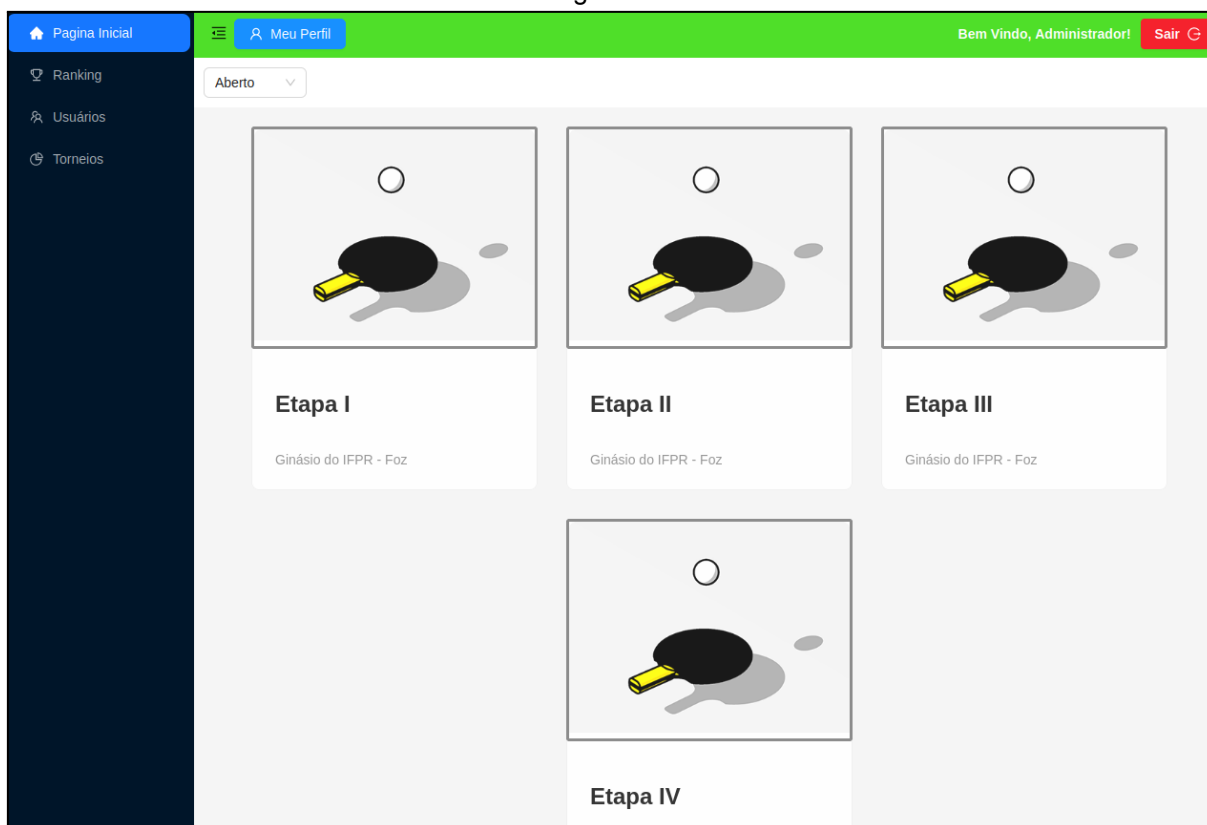 Pagina Inicial
Meu Perfil
Bem Vindo, Administrador!
Sair
Ranking
Aberto
Usuários
Torneios
Etapa I
Etapa II
Etapa III
Ginásio do IFPR - Foz
Ginásio do IFPR - Foz
Ginásio do IFPR - Foz
Etapa IV